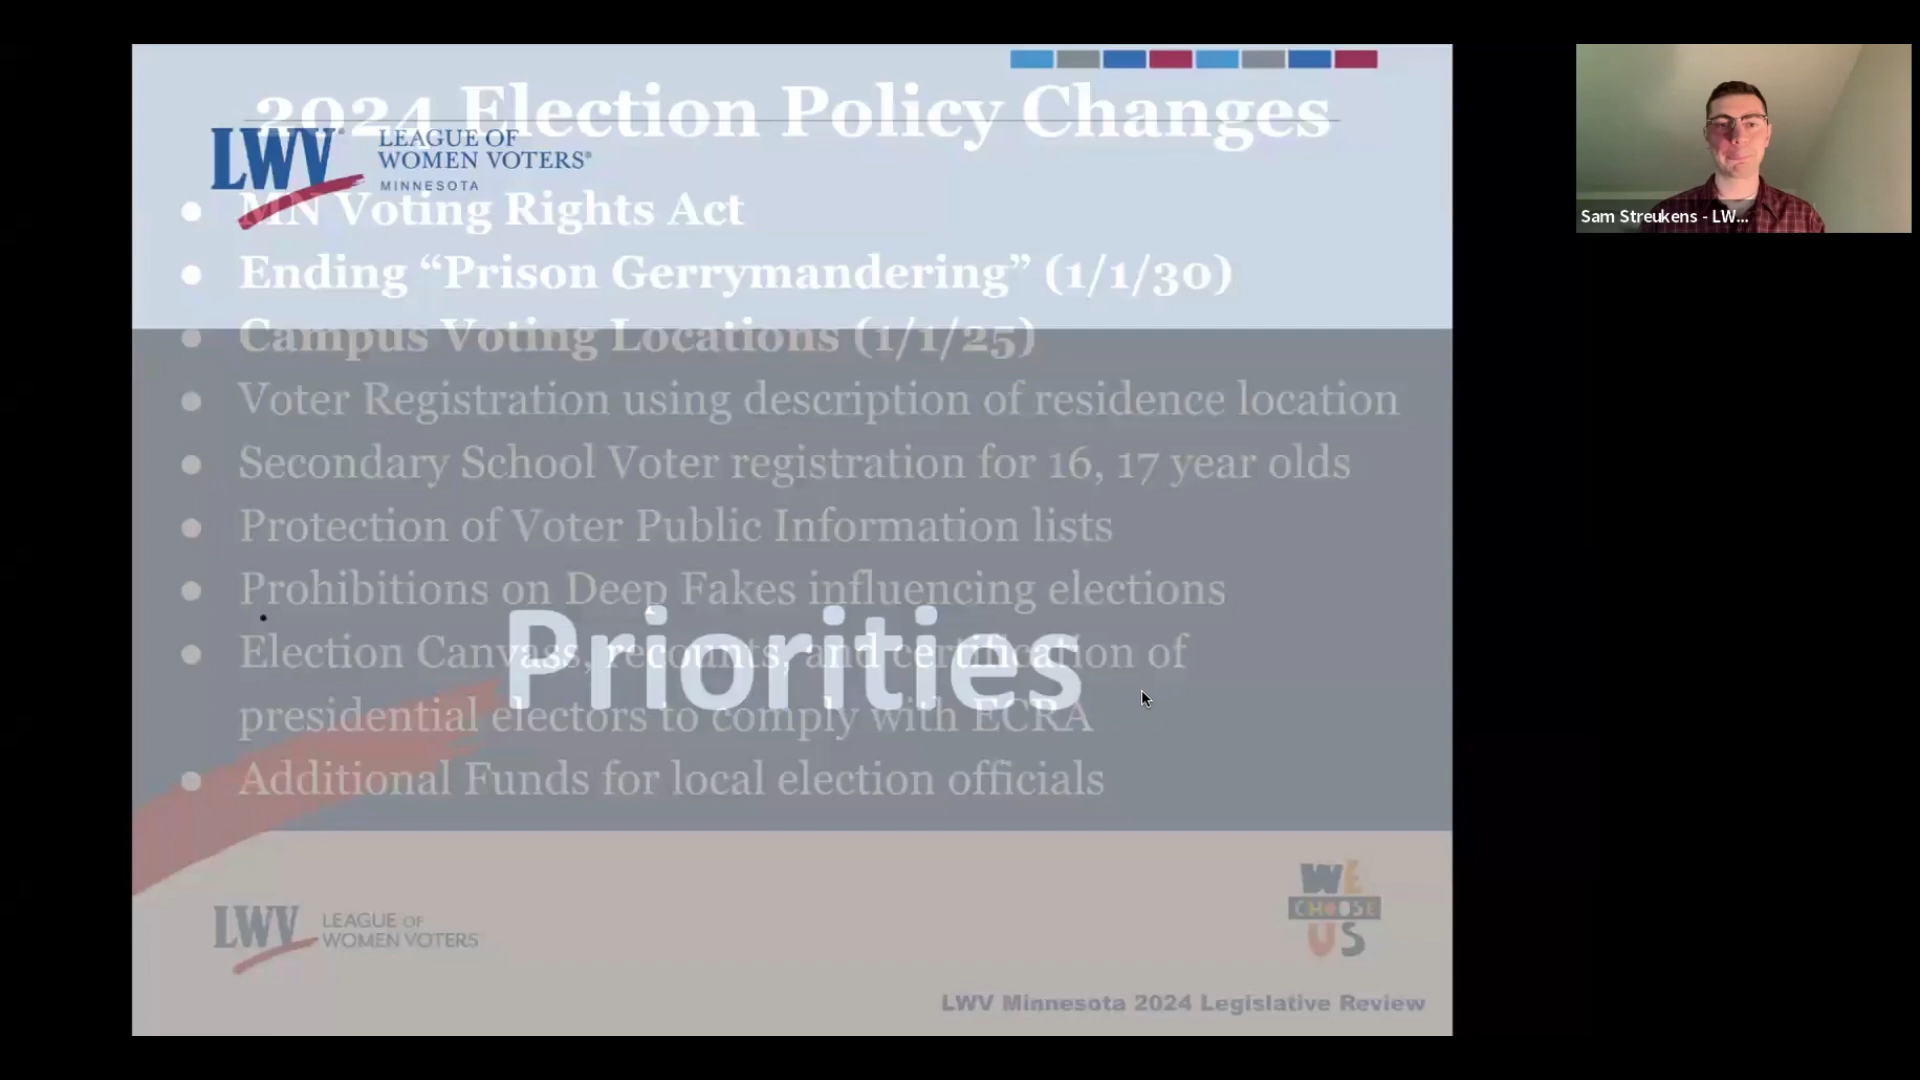 2024 Election Policy Changes
LWV LEAGUE OF
WOMEN VOTERS®
MINNESOTA
• MN Voting Rights Act
• Ending “Prison Gerrymandering” (1/1/30)
• Campus Voting Locations (1/1/25)
• Voter Registration using description of residence location
• Secondary School Voter registration for 16, 17 year olds
• Protection of Voter Public Information lists
• Prohibitions on Deep Fakes influencing elections
• Election Canvass, recounts, and certification of
presidential electors to comply with ECRA
• Additional Funds for local election officials
Priorities
LWV LEAGUE OF
WOMEN VOTERS
WE
CHOOSE
US
LWV Minnesota 2024 Legislative Review
Sam Streukens - LW...